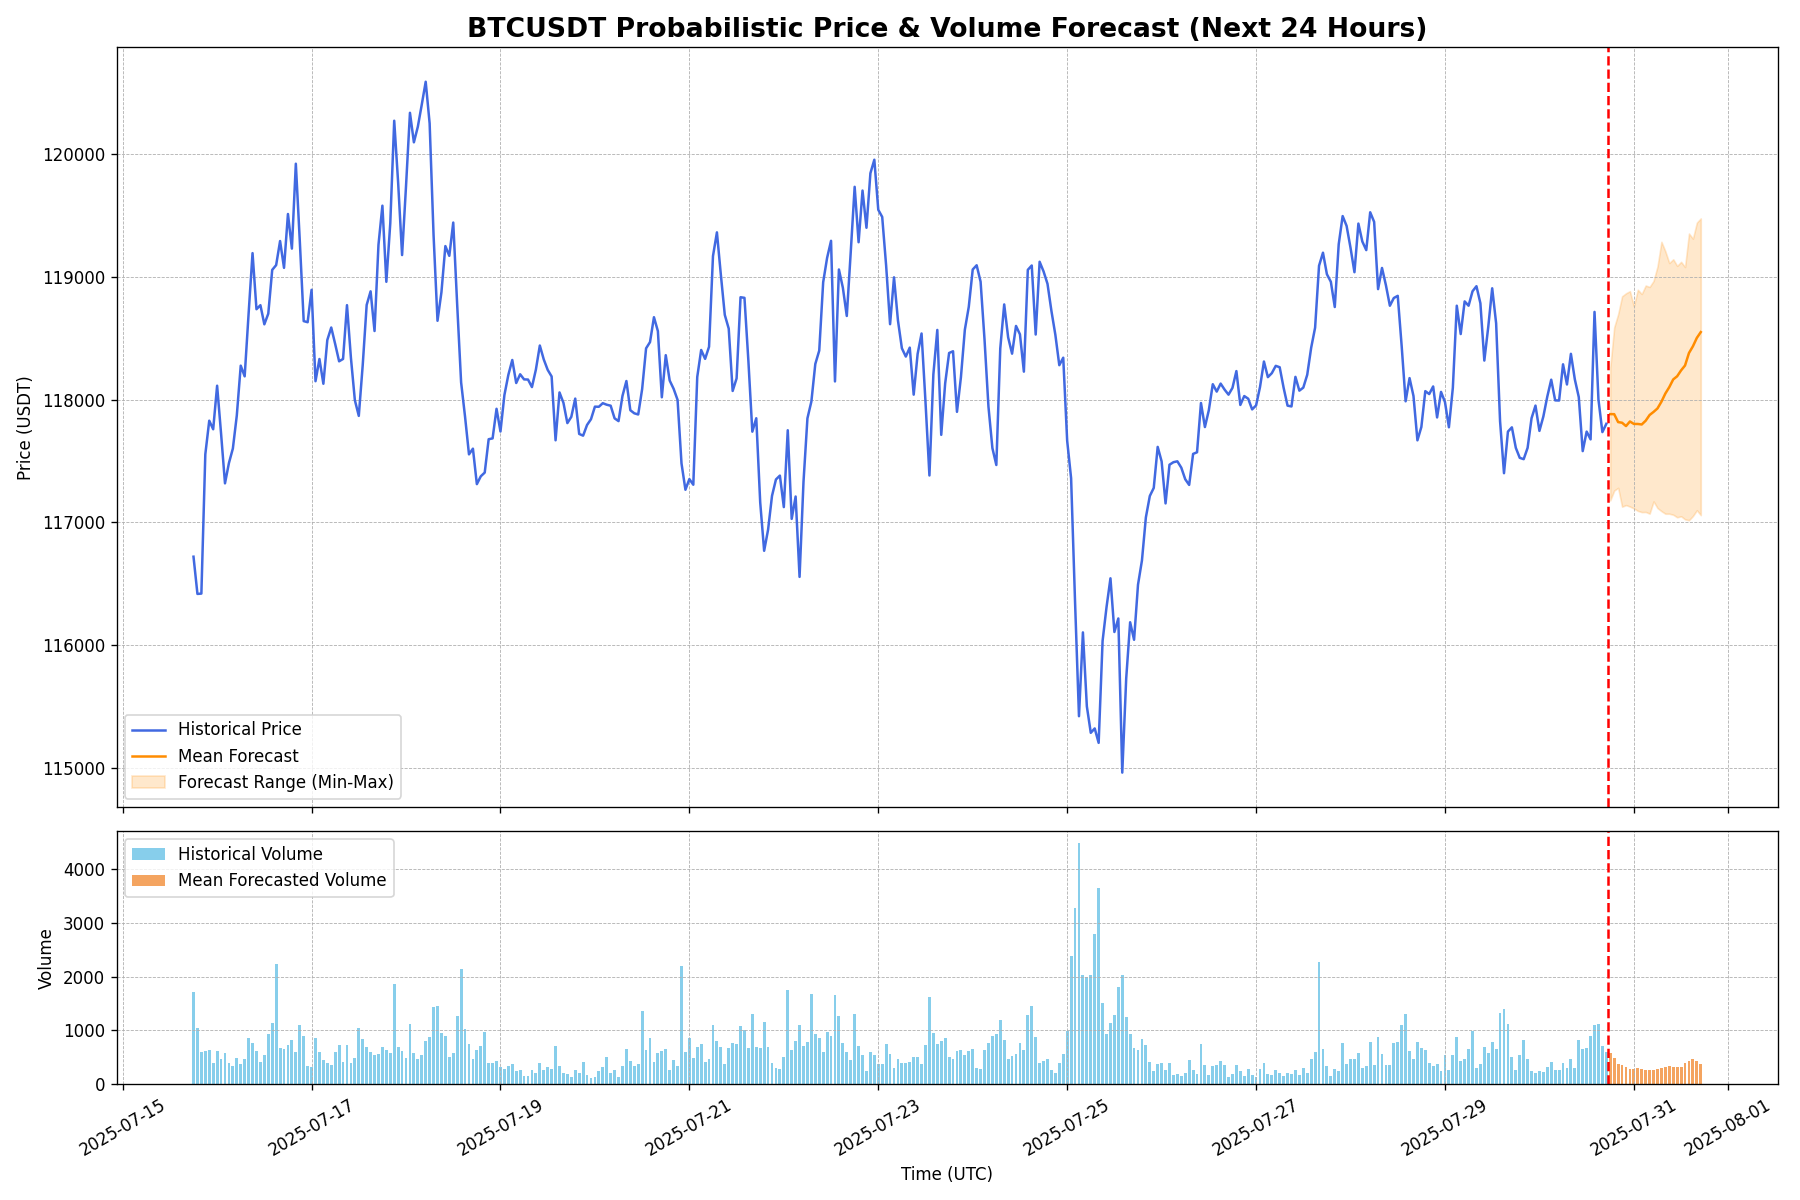 BTCUSDT Probabilistic Price & Volume Forecast (Next 24 Hours)
Price (USDT)
120000
119000
118000
117000
116000
115000
Historical Price
Mean Forecast
Forecast Range (Min-Max)
Volume
4000
3000
2000
1000
0
Historical Volume
Mean Forecasted Volume
2025-07-15
2025-07-17
2025-07-19
2025-07-21
2025-07-23
2025-07-25
2025-07-27
2025-07-29
2025-07-31
2025-08-01
Time (UTC)